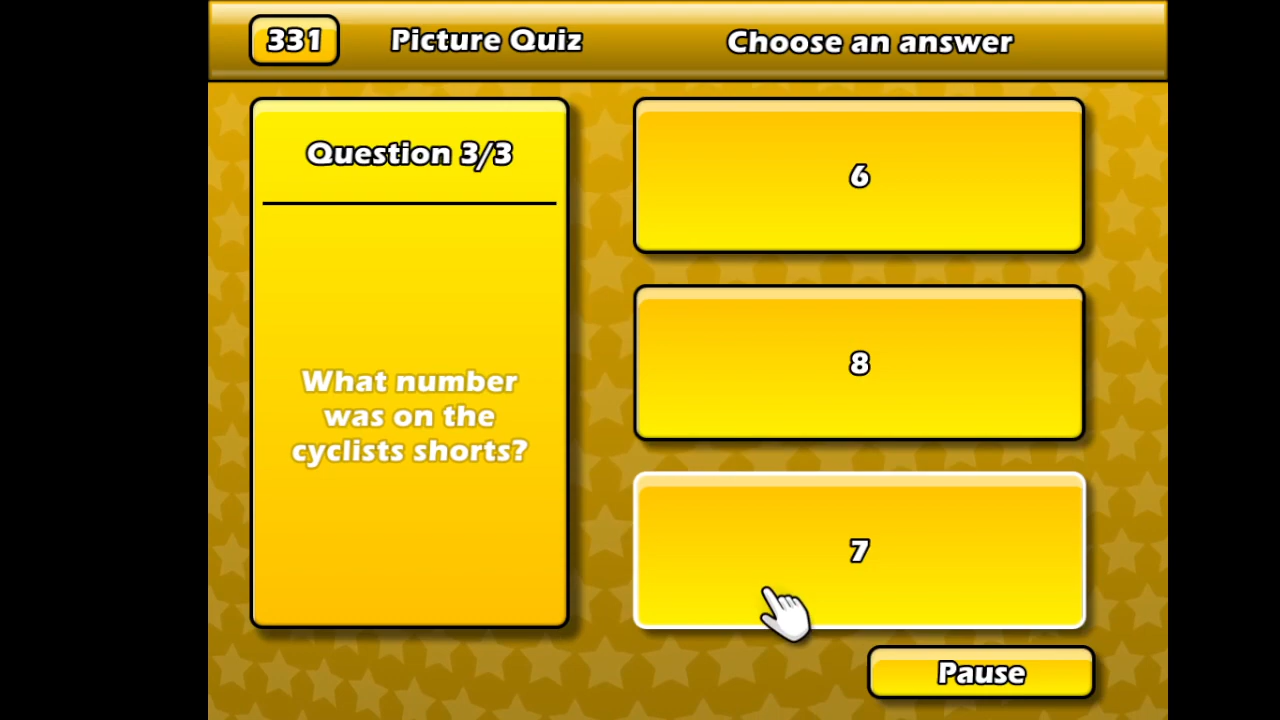 331
Picture Quiz
Choose an answer
Question 3/3
What number
was on the
cyclists shorts?
6
8
7
Pause